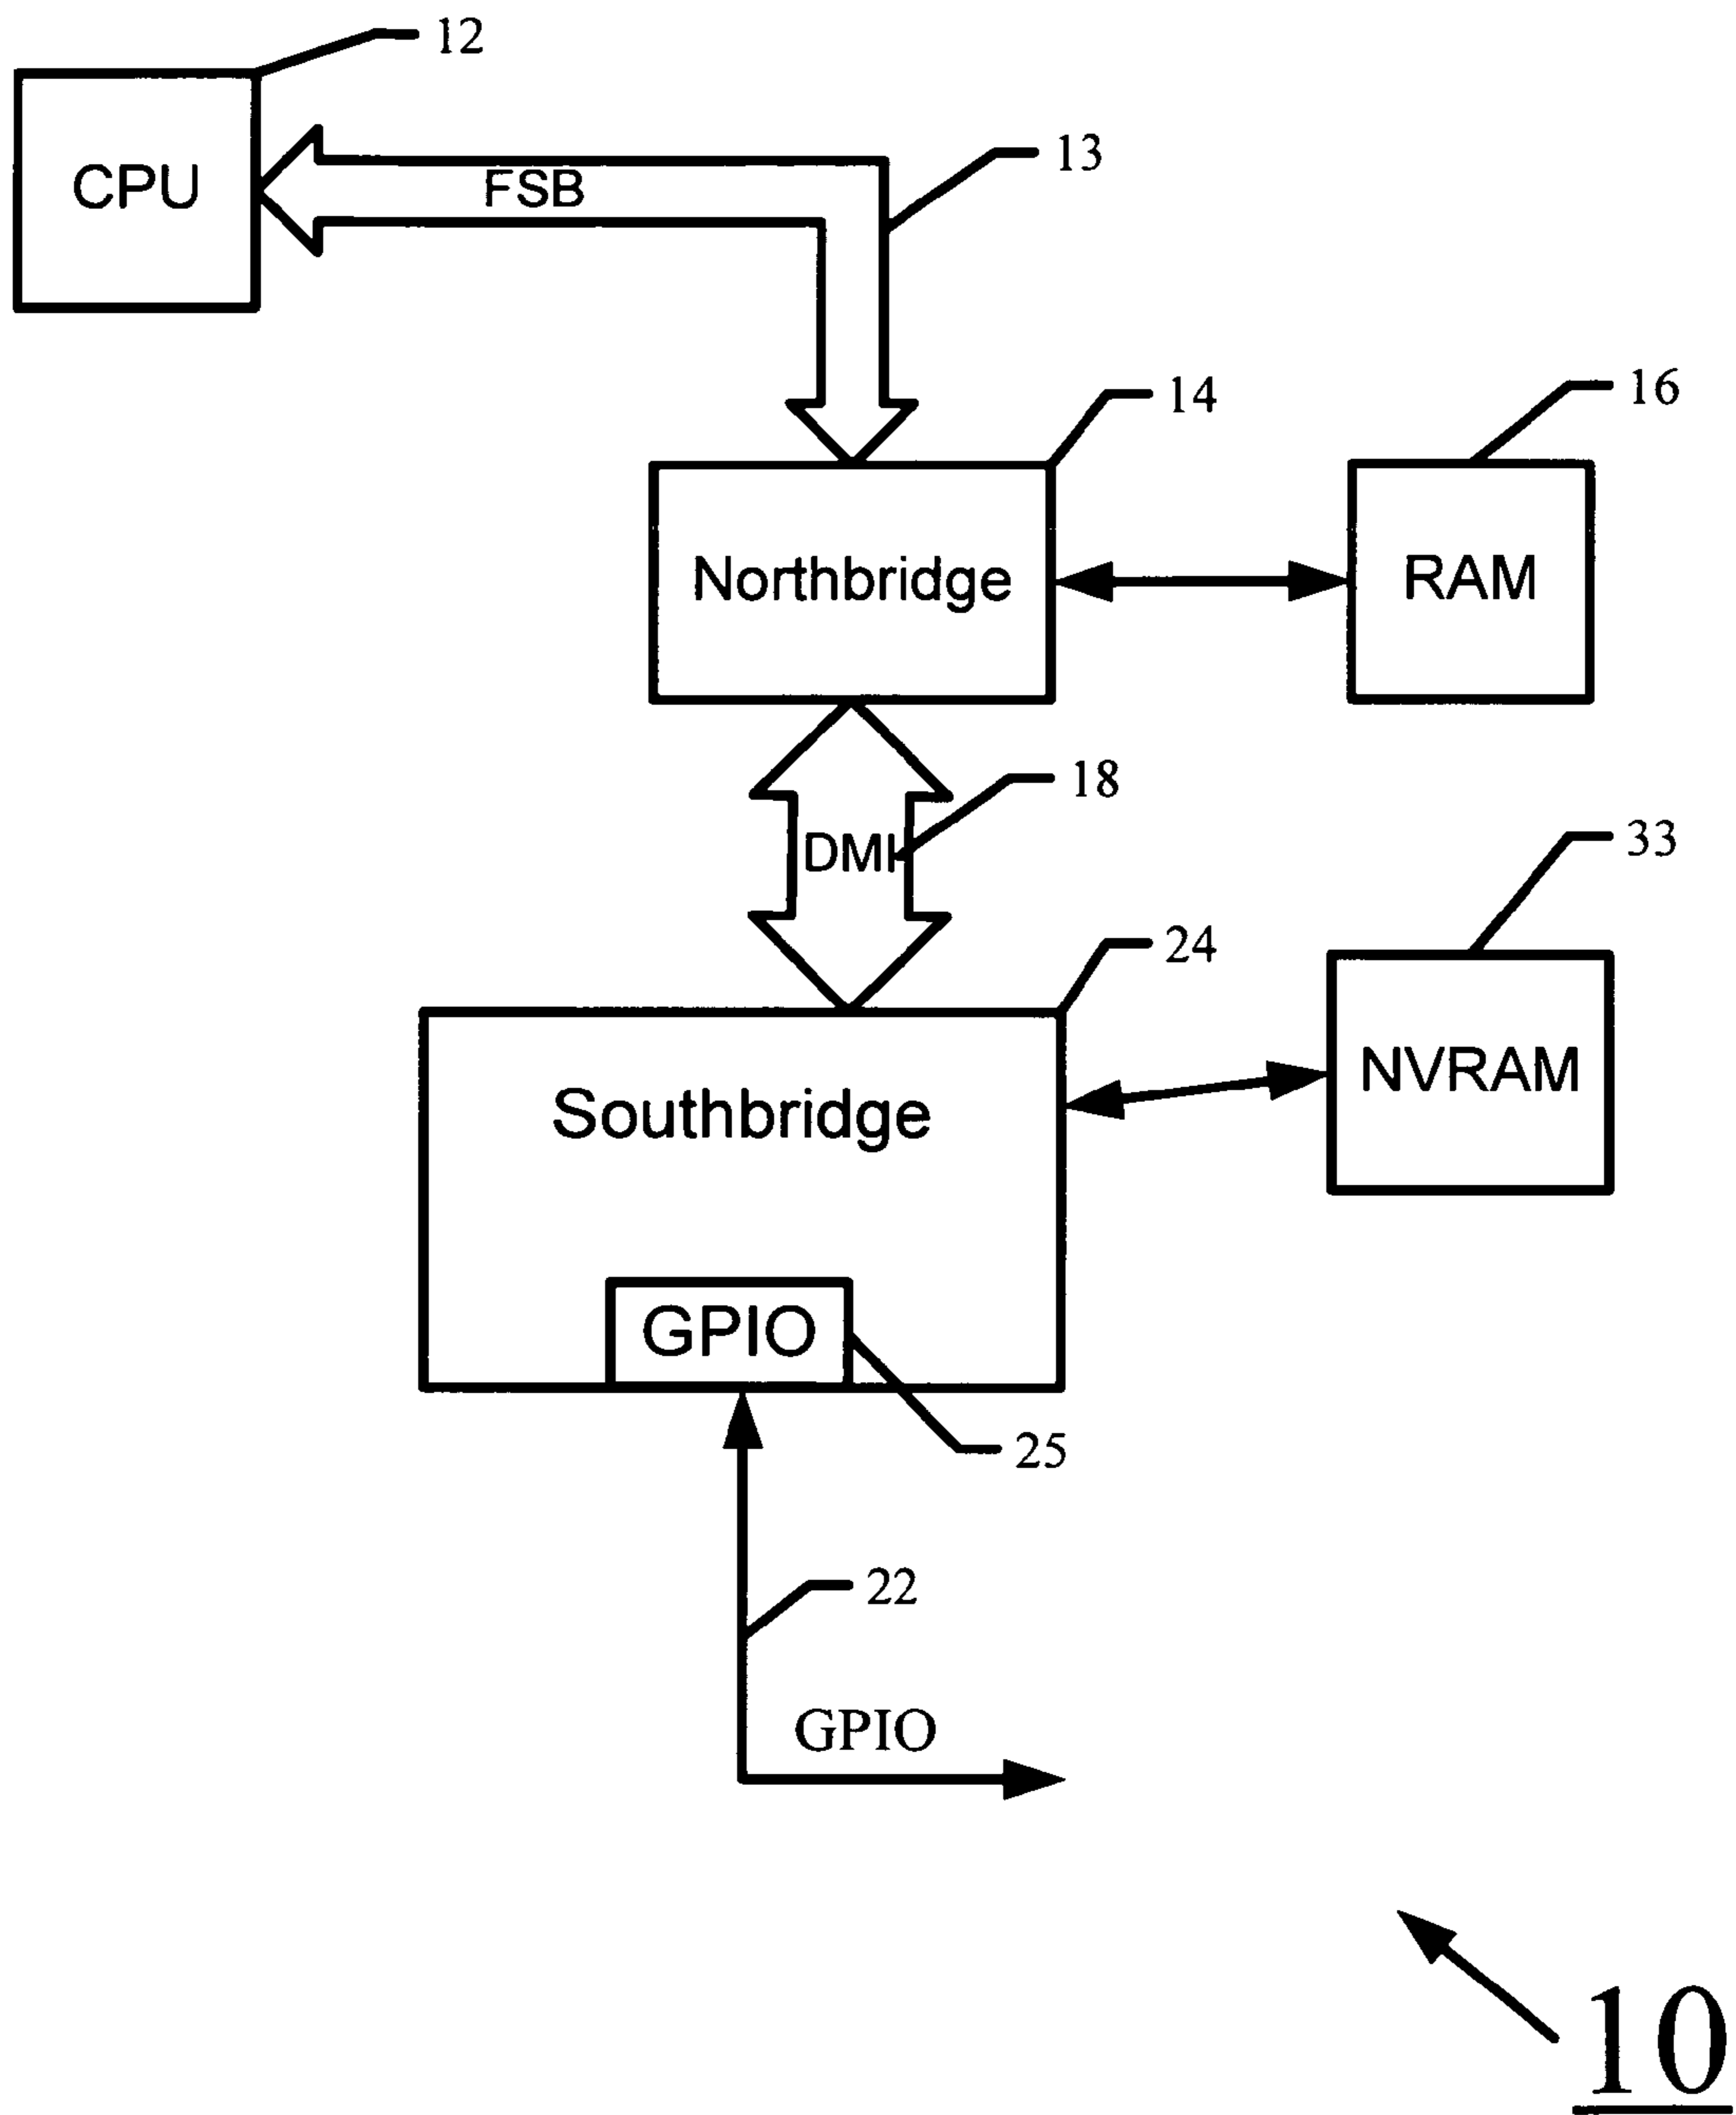 12
CPU
FSB
13
14
16
Northbridge
RAM
18
DMI
33
24
NVRAM
Southbridge
GPIO
25
22
GPIO
10